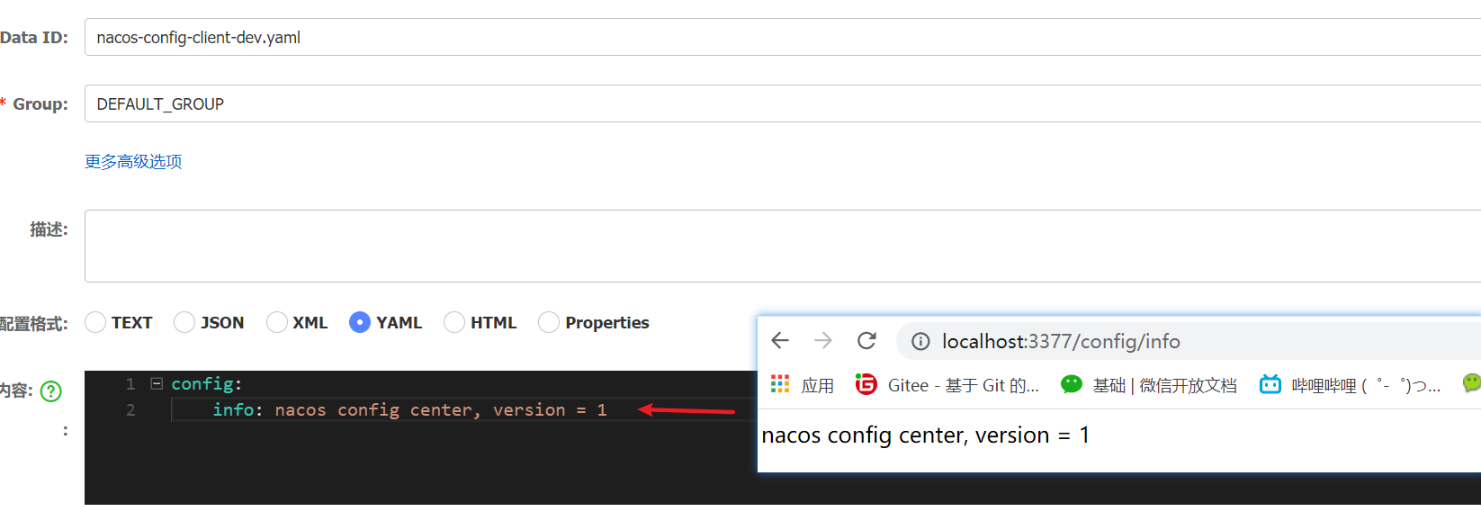 Data ID: nacos-config-client-dev.yaml
* Group: DEFAULT_GROUP
更多高级选项
描述:
配置格式: TEXT JSON XML YAML HTML Properties
内容: ?
:
1 config:
2 info: nacos config center, version = 1
localhost:3377/config/info
应用 Gitee - 基于 Git 的... 基础 | 微信开放文档 哔哩哔哩 (゜-゜)つ...
nacos config center, version = 1